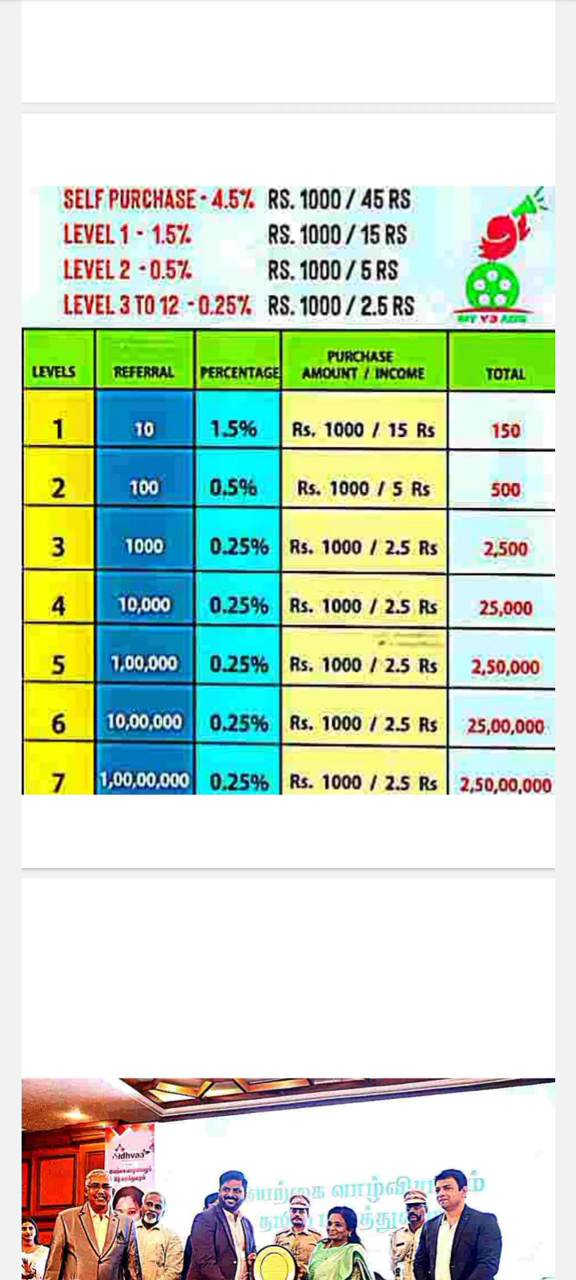 SELF PURCHASE - 4.5% RS. 1000 / 45 RS
LEVEL 1 - 1.5% RS. 1000 / 15 RS
LEVEL 2 - 0.5% RS. 1000 / 5 RS
LEVEL 3 TO 12 - 0.25% RS. 1000 / 2.5 RS
MY V3 ADS
LEVELS REFERRAL PERCENTAGE PURCHASE AMOUNT / INCOME TOTAL
1 10 1.5% Rs. 1000 / 15 Rs 150
2 100 0.5% Rs. 1000 / 5 Rs 500
3 1000 0.25% Rs. 1000 / 2.5 Rs 2,500
4 10,000 0.25% Rs. 1000 / 2.5 Rs 25,000
5 1,00,000 0.25% Rs. 1000 / 2.5 Rs 2,50,000
6 10,00,000 0.25% Rs. 1000 / 2.5 Rs 25,00,000
7 1,00,00,000 0.25% Rs. 1000 / 2.5 Rs 2,50,00,000